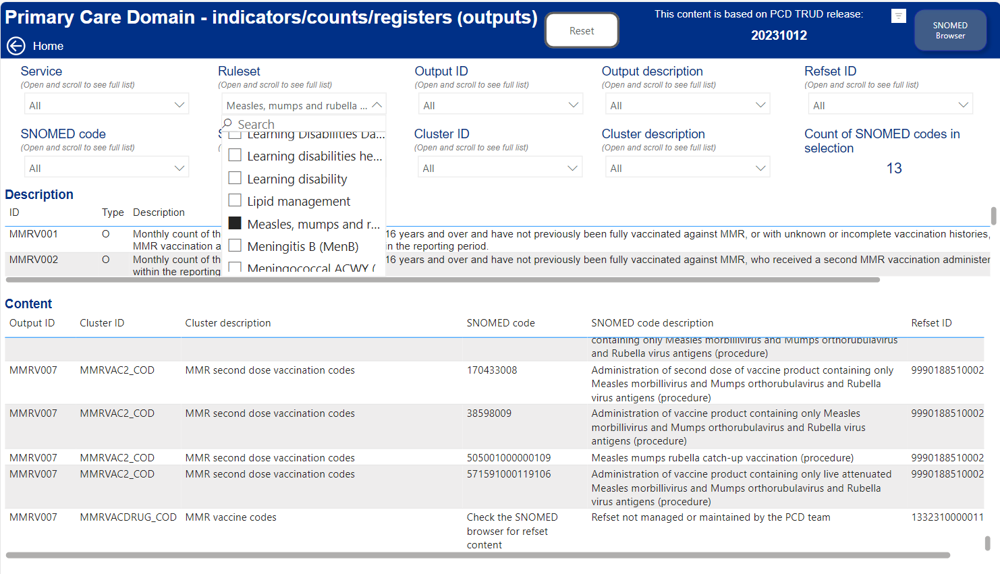 Primary Care Domain - indicators/counts/registers (outputs)
Reset
This content is based on PCD TRUD release:
20231012
SNOMED
Browser
Home
Service
(Open and scroll to see full list)
All
Ruleset
(Open and scroll to see full list)
Measles, mumps and rubella ...
Search
Learning Disabilities Da...
Learning disabilities he...
Learning disability
Lipid management
Measles, mumps and r...
Meningitis B (MenB)
Meningococcal ACWY (
Output ID
(Open and scroll to see full list)
All
Output description
(Open and scroll to see full list)
All
Refset ID
(Open and scroll to see full list)
All
SNOMED code
(Open and scroll to see full list)
All
Cluster ID
(Open and scroll to see full list)
All
Cluster description
(Open and scroll to see full list)
All
Count of SNOMED codes in
selection
13
Description
ID Type Description
MMRV001 O Monthly count of th 16 years and over and have not previously been fully vaccinated against MMR, or with unknown or incomplete vaccination histories,
MMR vaccination a in the reporting period.
MMRV002 O Monthly count of th 16 years and over and have not previously been fully vaccinated against MMR, who received a second MMR vaccination administer
within the reporting
Content
Output ID Cluster ID Cluster description SNOMED code SNOMED code description Refset ID
containing only Measles morbillivirus and Mumps orthorubulavirus
and Rubella virus antigens (procedure)
MMRV007 MMRVAC2_COD MMR second dose vaccination codes 170433008 Administration of second dose of vaccine product containing only 9990188510002
Measles morbillivirus and Mumps orthorubulavirus and Rubella
virus antigens (procedure)
MMRV007 MMRVAC2_COD MMR second dose vaccination codes 38598009 Administration of vaccine product containing only Measles 9990188510002
morbillivirus and Mumps orthorubulavirus and Rubella virus
antigens (procedure)
MMRV007 MMRVAC2_COD MMR second dose vaccination codes 505001000000109 Measles mumps rubella catch-up vaccination (procedure) 9990188510002
MMRV007 MMRVAC2_COD MMR second dose vaccination codes 571591000119106 Administration of vaccine product containing only live attenuated 9990188510002
Measles morbillivirus and Mumps orthorubulavirus and Rubella
virus antigens (procedure)
MMRV007 MMRVACDRUG_COD MMR vaccine codes Check the SNOMED Refset not managed or maintained by the PCD team 1332310000011
browser for refset
content